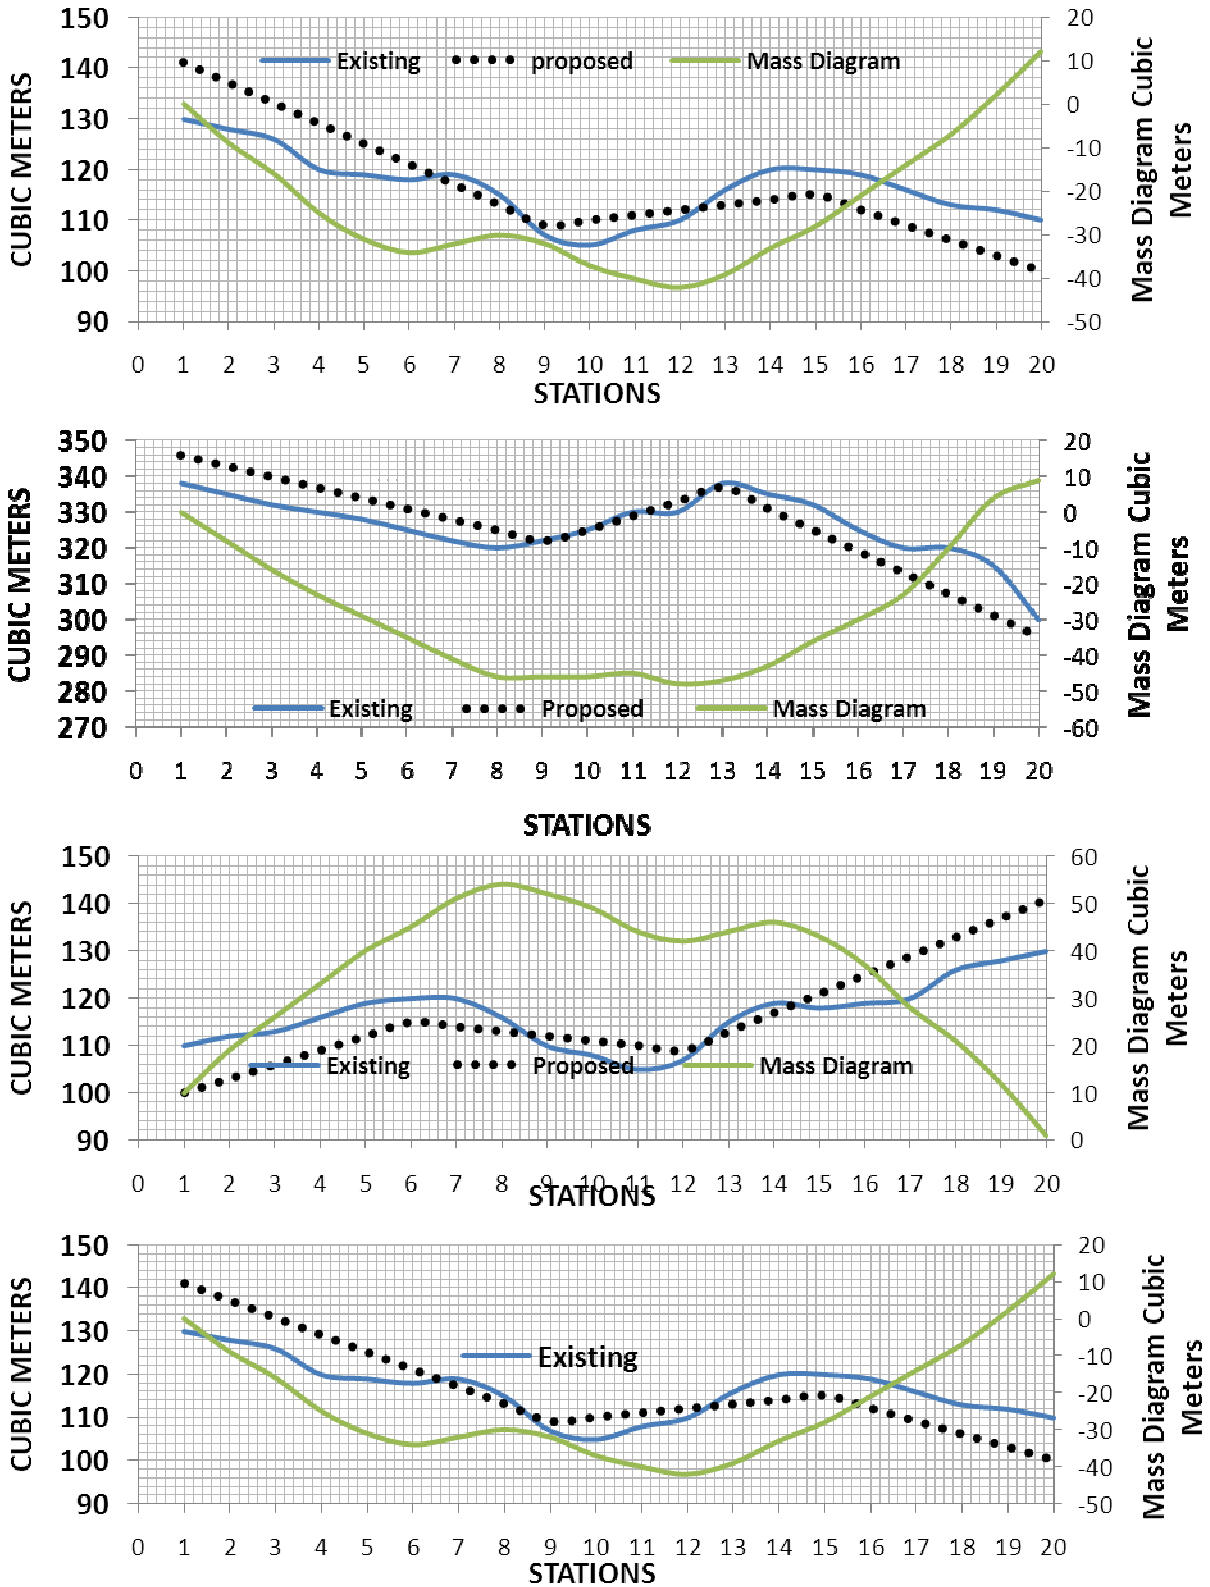 150
140
130
120
110
100
90
CUBIC METERS
Existing proposed Mass Diagram
20
10
0
-10
-20
-30
-40
-50
Mass Diagram Cubic
Meters
0 1 2 3 4 5 6 7 8 9 10 11 12 13 14 15 16 17 18 19 20
STATIONS
350
340
330
320
310
300
290
280
270
CUBIC METERS
Existing Proposed Mass Diagram
20
10
0
-10
-20
-30
-40
-50
-60
Mass Diagram Cubic
Meters
0 1 2 3 4 5 6 7 8 9 10 11 12 13 14 15 16 17 18 19 20
STATIONS
150
140
130
120
110
100
90
CUBIC METERS
Existing Proposed Mass Diagram
60
50
40
30
20
10
0
Mass Diagram Cubic
Meters
0 1 2 3 4 5 6 7 8 9 10 11 12 13 14 15 16 17 18 19 20
STATIONS
150
140
130
120
110
100
90
CUBIC METERS
Existing
20
10
0
-10
-20
-30
-40
-50
Mass Diagram Cubic
Meters
0 1 2 3 4 5 6 7 8 9 10 11 12 13 14 15 16 17 18 19 20
STATIONS